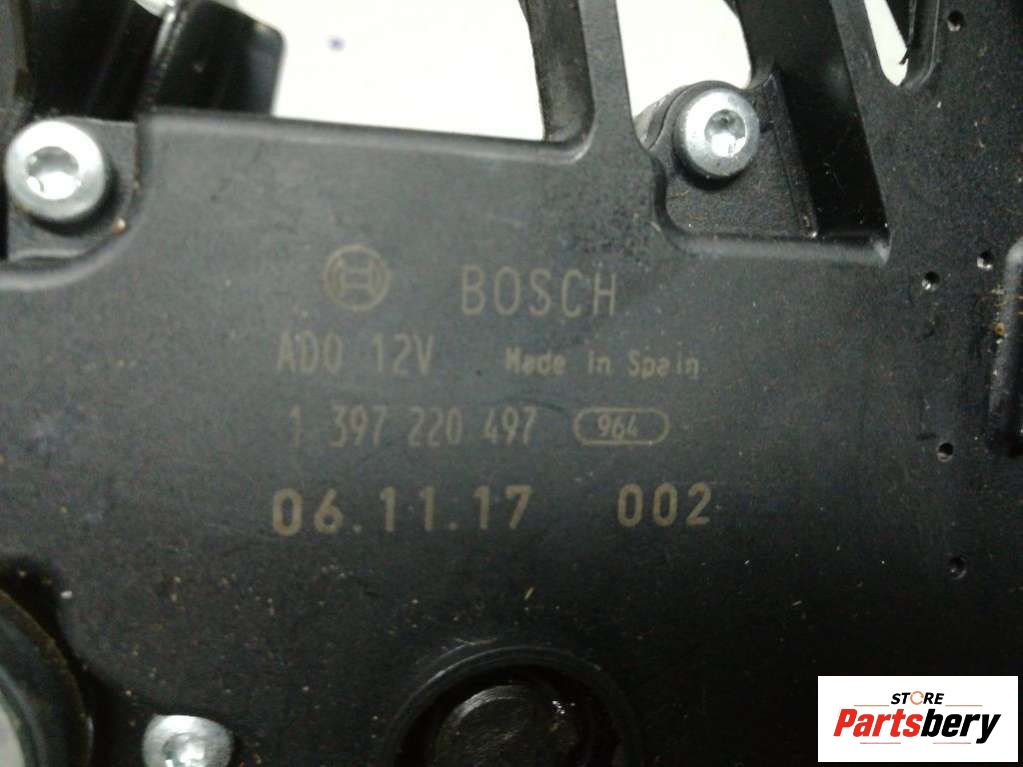 BOSCH
ADO 12V Made in Spain
1 397 220 497 964
06.11.17 002
STORE
Partsbery